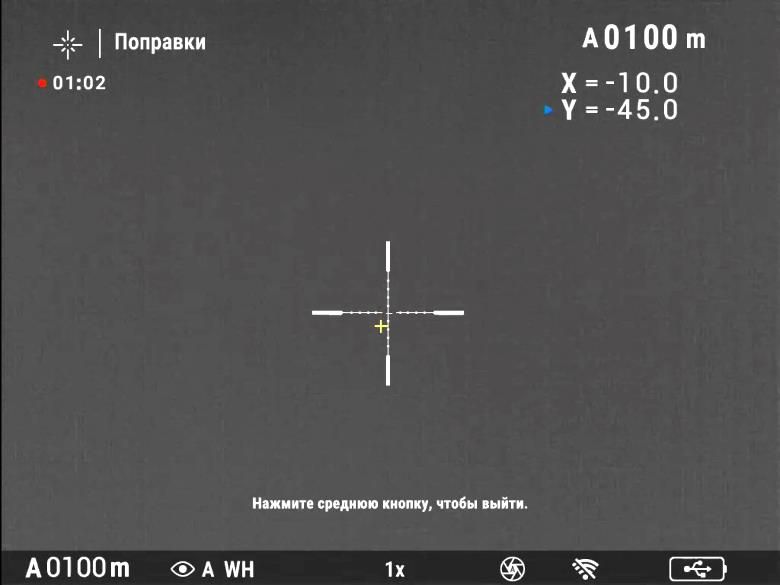 Поправки
A0100 m
01:02
X = -10.0
Y = -45.0
Нажмите среднюю кнопку, чтобы выйти.
A0100m A WH 1x